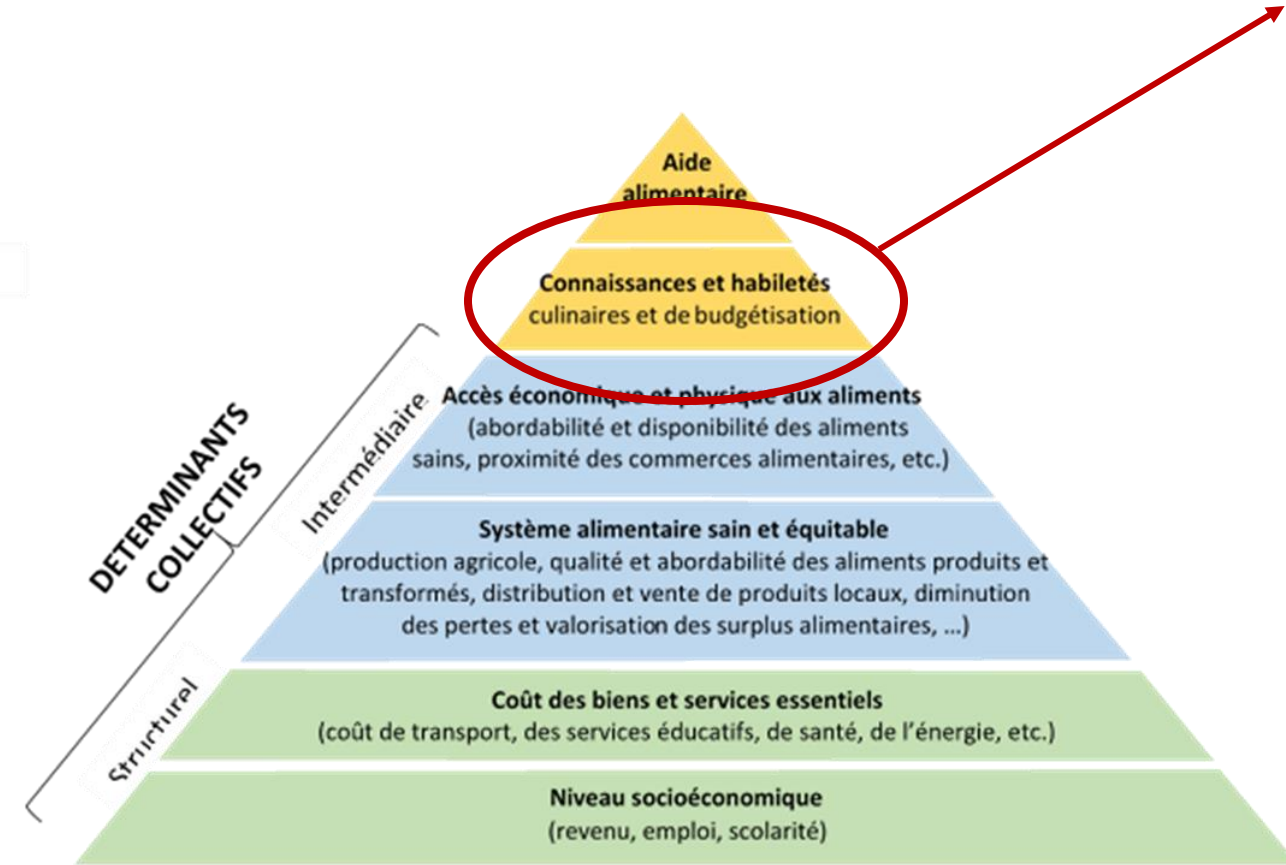 Aide
alimentaire
Connaissances et habiletés
culinaires et de budgétisation
Accès économique et physique aux aliments
(abordabilité et disponibilité des aliments
sains, proximité des commerces alimentaires, etc.)
Système alimentaire sain et équitable
(production agricole, qualité et abordabilité des aliments produits et
transformés, distribution et vente de produits locaux, diminution
des pertes et valorisation des surplus alimentaires, ...)
Coût des biens et services essentiels
(coût de transport, des services éducatifs, de santé, de l'énergie, etc.)
Niveau socioéconomique
(revenu, emploi, scolarité)
DETERMINANTS
COLLECTIFS
Intermédiaire
Structurel